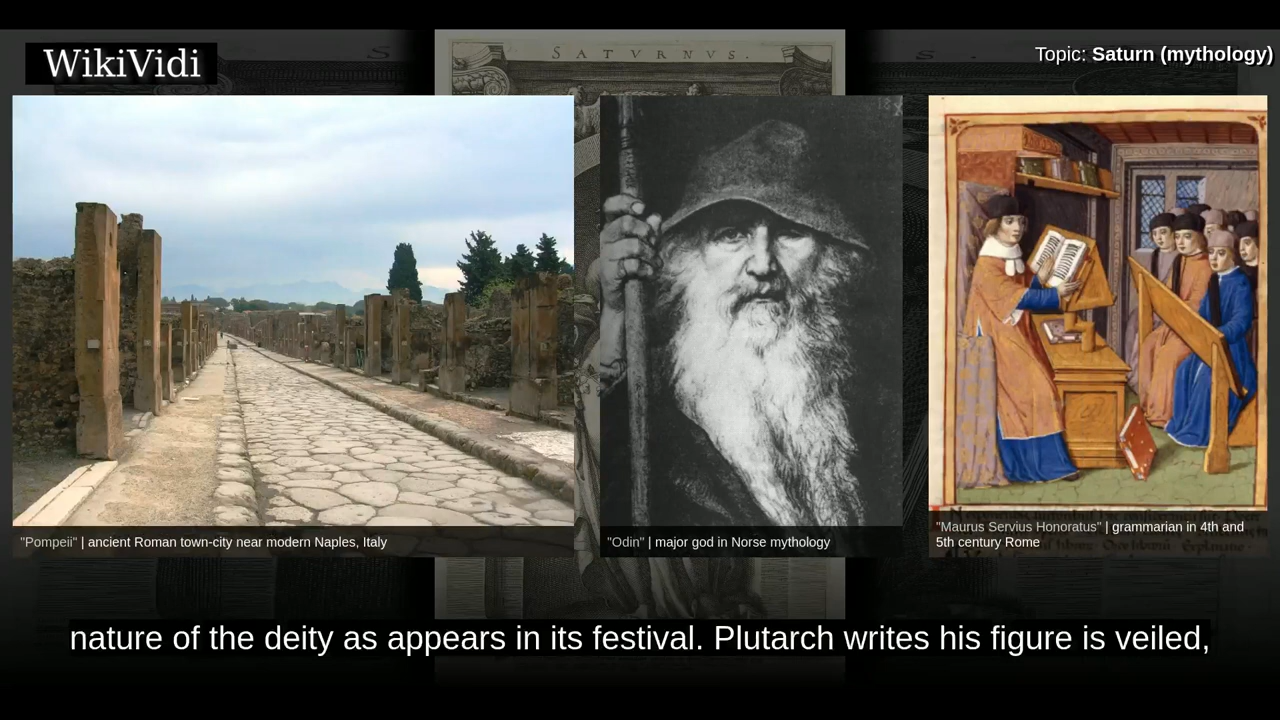 WikiVidi
Topic: Saturn (mythology)
SATVRNVS.
"Pompeii" | ancient Roman town-city near modern Naples, Italy
"Odin" | major god in Norse mythology
"Maurus Servius Honoratus" | grammarian in 4th and
5th century Rome
nature of the deity as appears in its festival. Plutarch writes his figure is veiled,